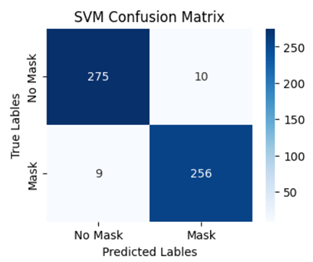 SVM Confusion Matrix
True Lables
No Mask
275
10
Mask
9
256
No Mask
Mask
Predicted Lables
250
200
150
100
50